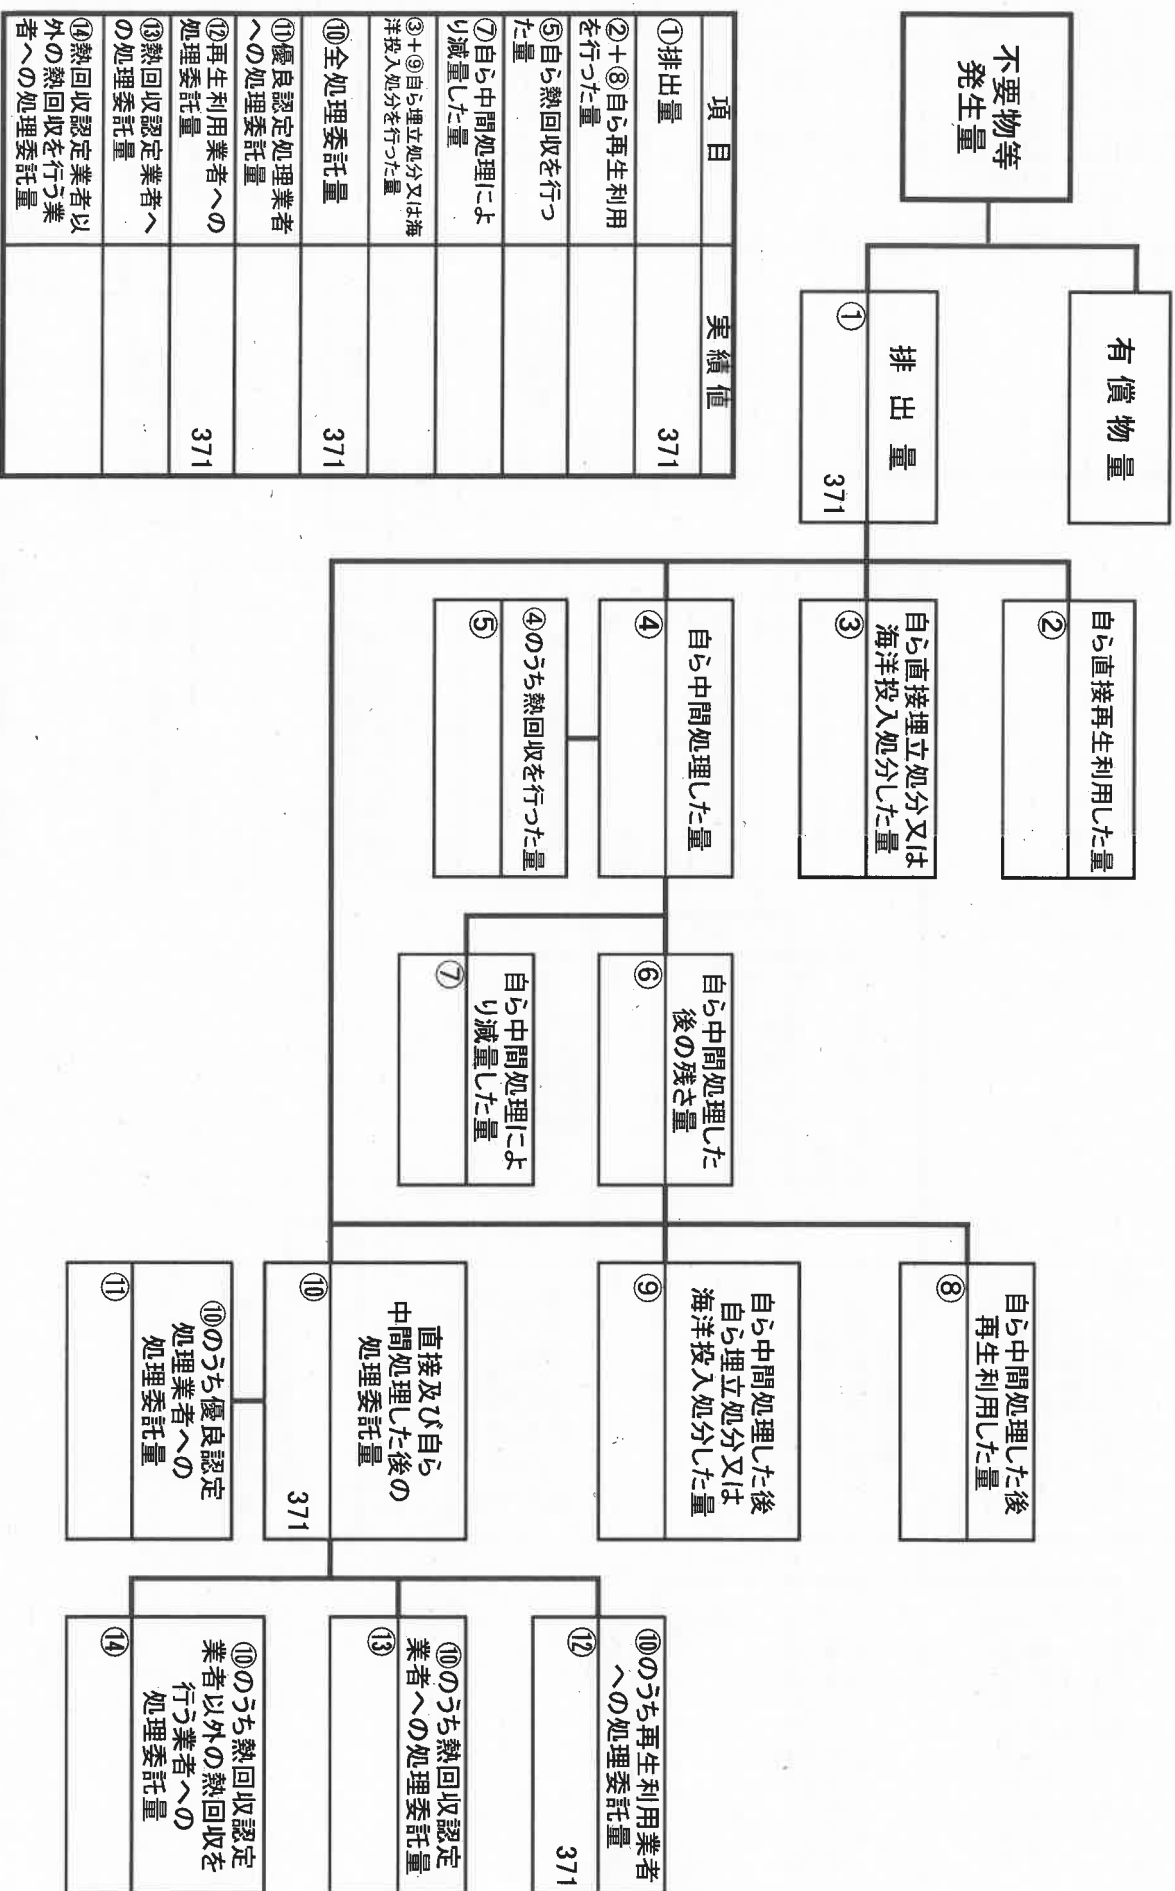 不要物等
発生量
有償物量
排出量
①
371
自ら直接再生利用した量
②
自ら直接埋立処分又は
海洋投入処分した量
③
自ら中間処理した量
④
④のうち熱回収を行った量
⑤
自ら中間処理した
後の残さ量
⑥
自ら中間処理によ
り減量した量
⑦
自ら中間処理した後
再生利用した量
⑧
自ら中間処理した後
自ら埋立処分又は
海洋投入処分した量
⑨
直接及び自ら
中間処理した後の
処理委託量
⑩
371
⑩のうち優良認定
処理業者への
処理委託量
⑪
⑩のうち再生利用業者
への処理委託量
⑫
371
⑩のうち熱回収認定
業者への処理委託量
⑬
⑩のうち熱回収認定
業者以外の熱回収を
行う業者への
処理委託量
⑭
項目 実績値
①排出量 371
②+⑧自ら再生利用
を行った量
⑤自ら熱回収を行っ
た量
⑦自ら中間処理によ
り減量した量
③+⑨自ら埋立処分又は海
洋投入処分を行った量
⑩全処理委託量 371
⑪優良認定処理業者
への処理委託量
⑫再生利用業者への
処理委託量 371
⑬熱回収認定業者へ
の処理委託量
⑭熱回収認定業者以
外の熱回収を行う業
者への処理委託量